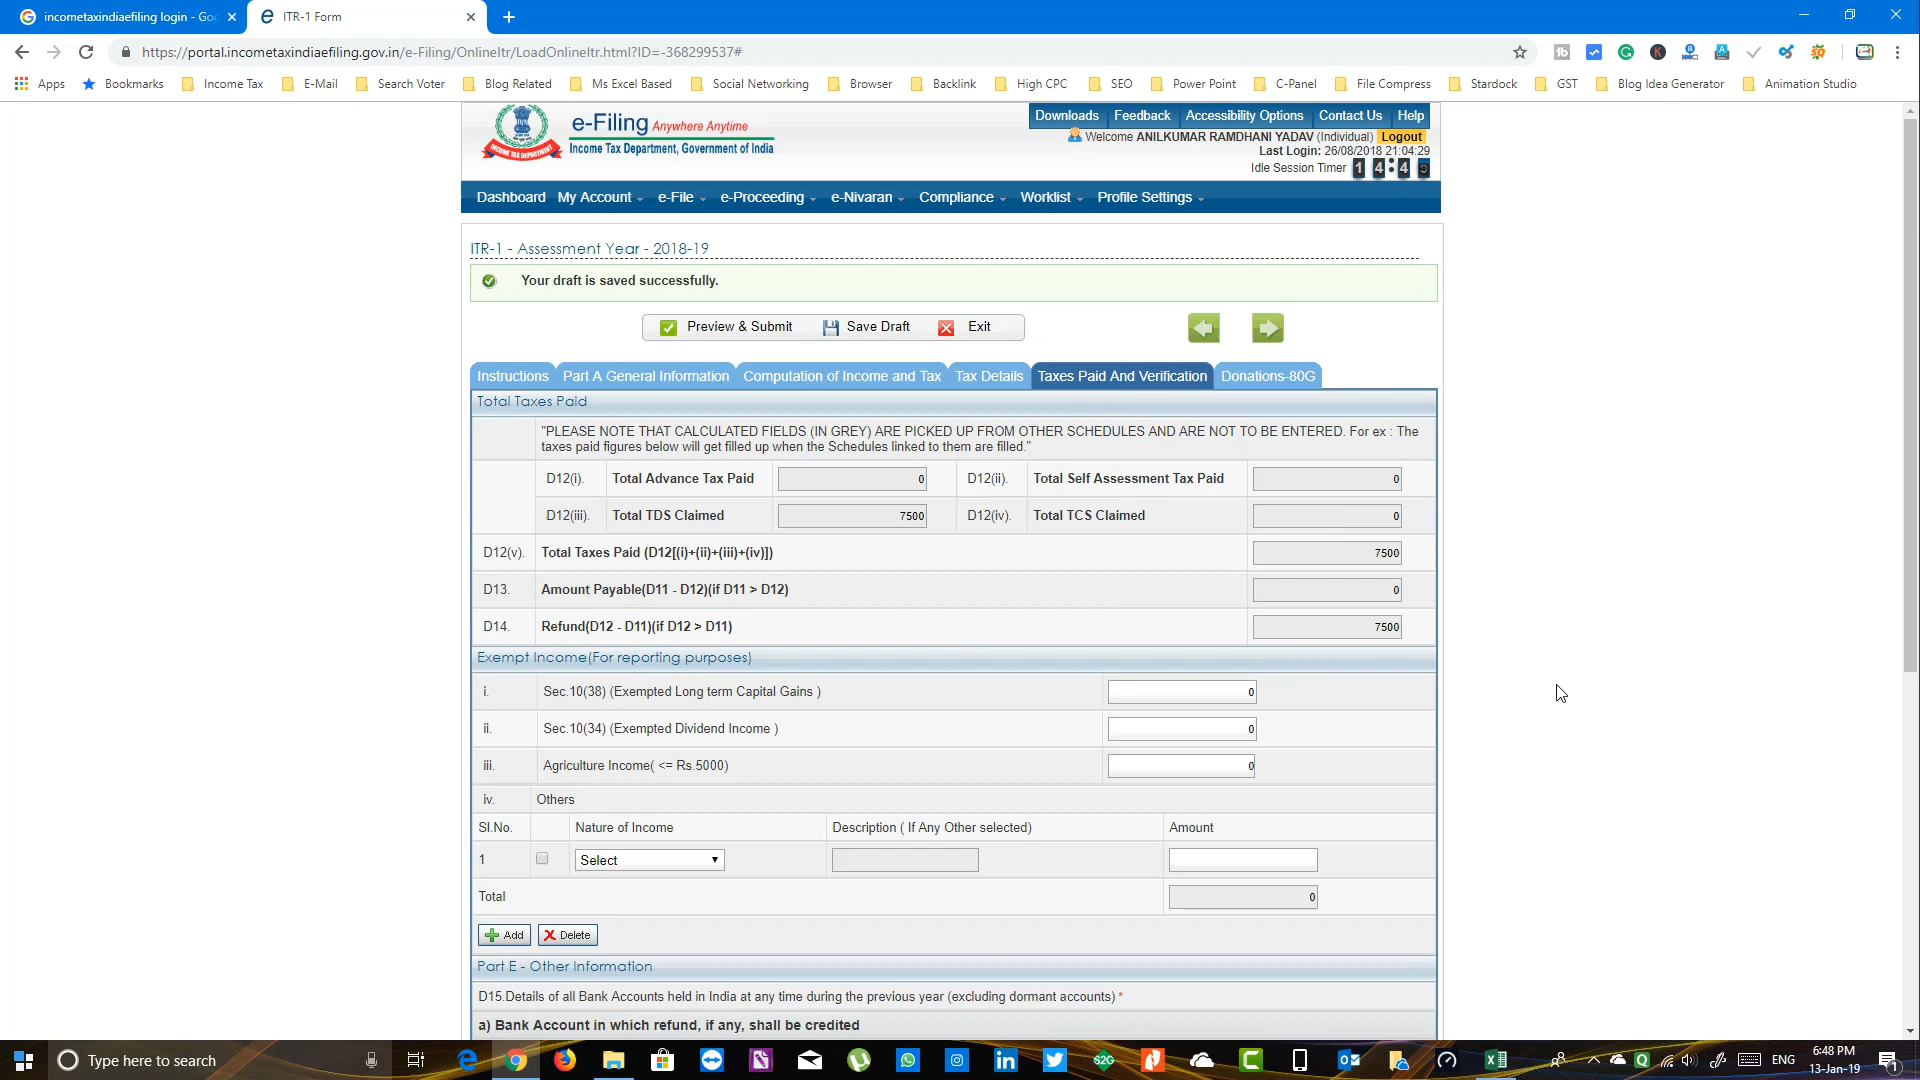 incometaxindiaefiling login - Goo
ITR-1 Form
https://portal.incometaxindiaefiling.gov.in/e-Filing/OnlineItr/LoadOnlineItr.html?ID=-368299537#
Apps Bookmarks Income Tax E-Mail Search Voter Blog Related Ms Excel Based Social Networking Browser Backlink High CPC SEO Power Point C-Panel File Compress Stardock GST Blog Idea Generator Animation Studio
Downloads Feedback Accessibility Options Contact Us Help
e-Filing Anywhere Anytime
Income Tax Department, Government of India
INCOME TAX DEPARTMENT
Welcome ANILKUMAR RAMDHANI YADAV (Individual) Logout
Last Login: 26/08/2018 21:04:29
Idle Session Timer 1 4 : 4 9
Dashboard My Account e-File e-Proceeding e-Nivaran Compliance Worklist Profile Settings
ITR-1 - Assessment Year - 2018-19
Your draft is saved successfully.
Preview & Submit Save Draft Exit
Instructions Part A General Information Computation of Income and Tax Tax Details Taxes Paid And Verification Donations-80G
Total Taxes Paid
"PLEASE NOTE THAT CALCULATED FIELDS (IN GREY) ARE PICKED UP FROM OTHER SCHEDULES AND ARE NOT TO BE ENTERED. For ex : The
taxes paid figures below will get filled up when the Schedules linked to them are filled."
D12(i). Total Advance Tax Paid 0 D12(ii). Total Self Assessment Tax Paid 0
D12(iii). Total TDS Claimed 7500 D12(iv). Total TCS Claimed 0
D12(v). Total Taxes Paid (D12[(i)+(ii)+(iii)+(iv)]) 7500
D13. Amount Payable(D11 - D12)(if D11 > D12) 0
D14. Refund(D12 - D11)(if D12 > D11) 7500
Exempt Income(For reporting purposes)
i. Sec.10(38) (Exempted Long term Capital Gains ) 0
ii. Sec.10(34) (Exempted Dividend Income ) 0
iii. Agriculture Income( <= Rs.5000) 0
iv. Others
SI.No. Nature of Income Description ( If Any Other selected) Amount
1 Select
Total 0
Add Delete
Part E - Other Information
D15.Details of all Bank Accounts held in India at any time during the previous year (excluding dormant accounts) *
a) Bank Account in which refund, if any, shall be credited
Type here to search
ENG
6:48 PM
13-Jan-19
1